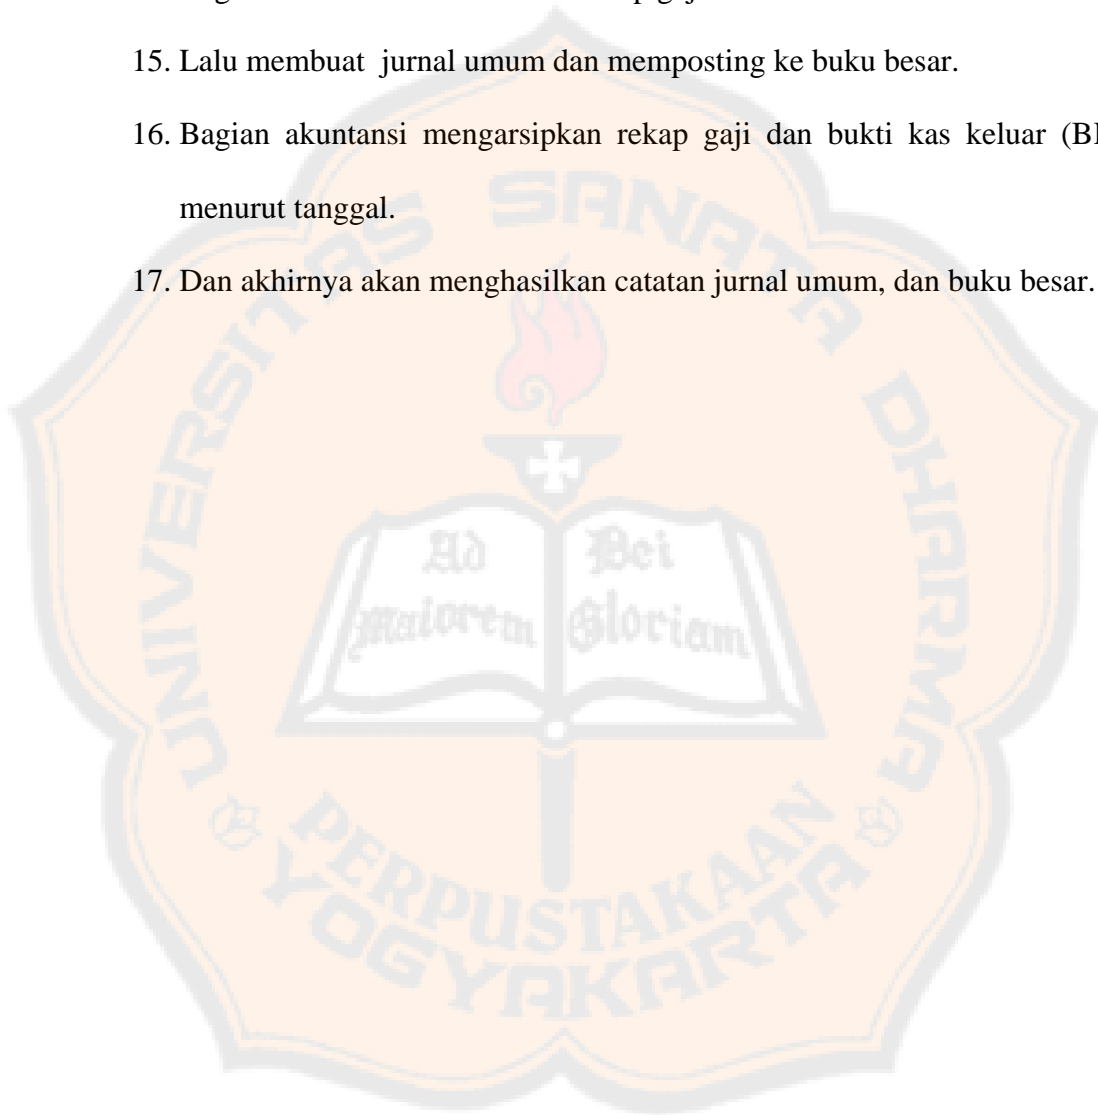 15. Lalu membuat jurnal umum dan memposting ke buku besar.
16. Bagian akuntansi mengarsipkan rekap gaji dan bukti kas keluar
menurut tanggal.
17. Dan akhirnya akan menghasilkan catatan jurnal umum, dan buku besar.
UNIVERSITAS SANATA DHARMA
Ad
maiorem
Dei
Gloriam
PERPUSTAKAAN
YOGYAKARTA